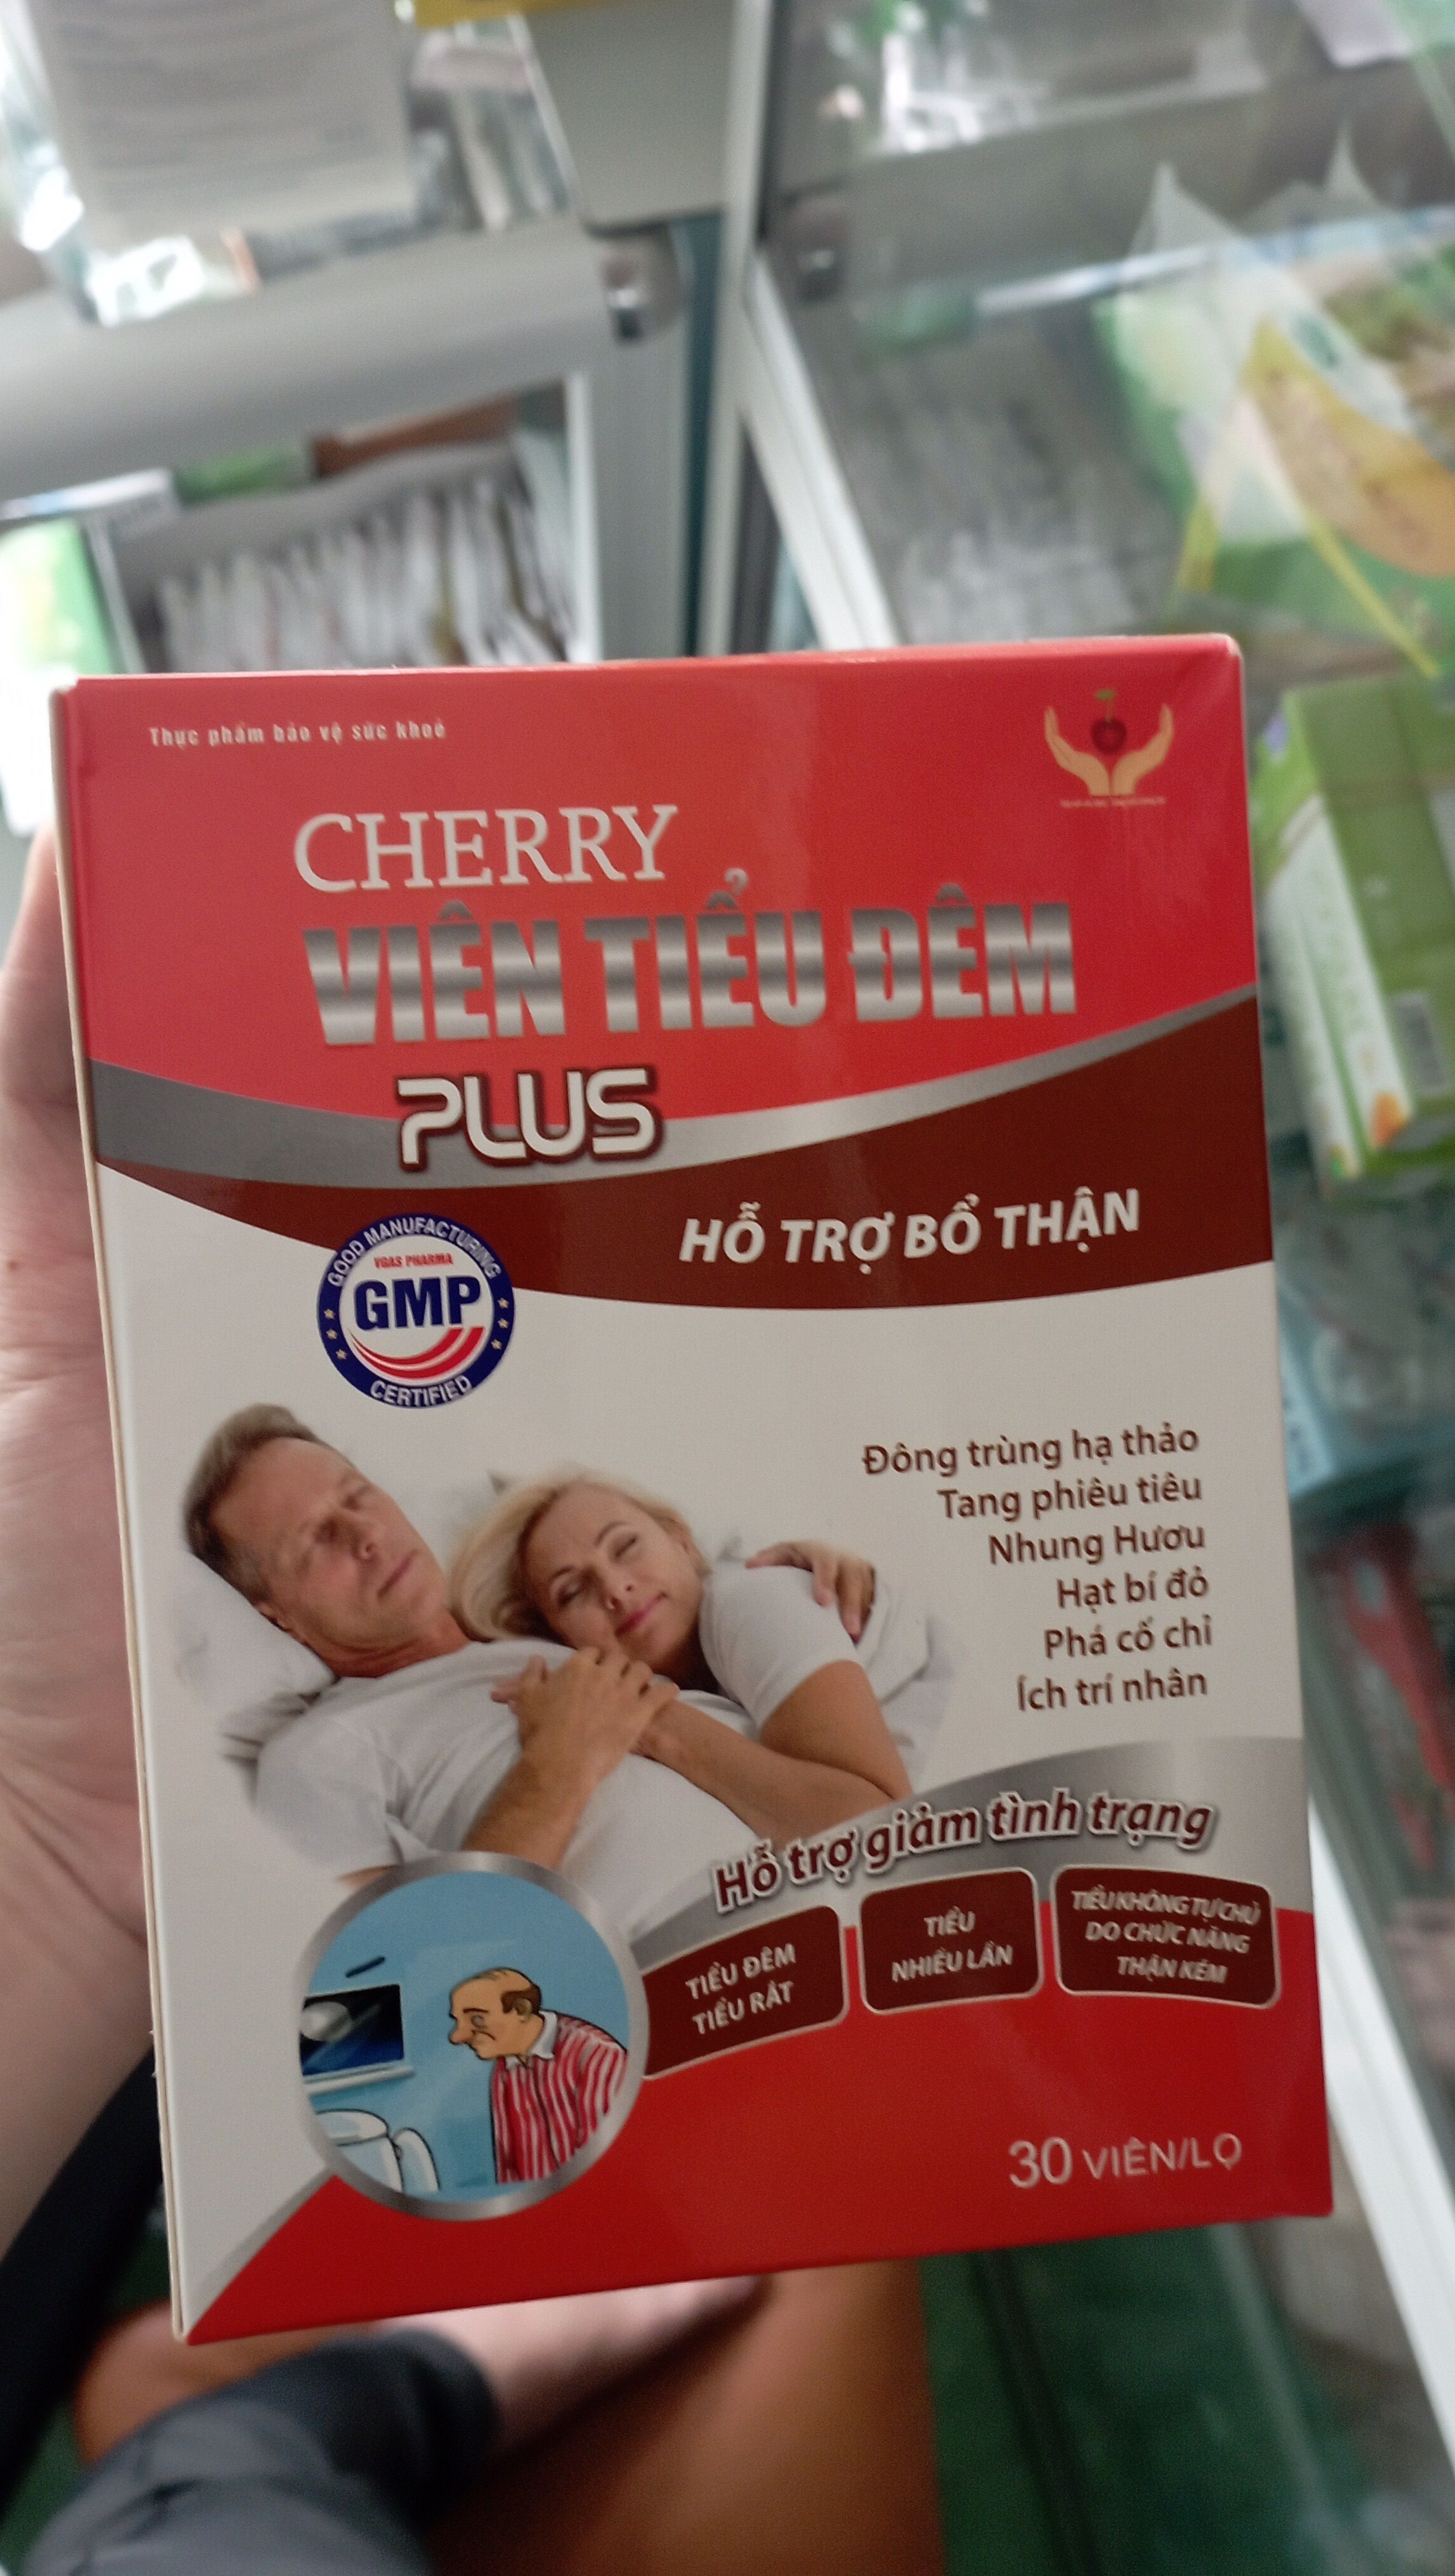 Thực phẩm bảo vệ sức khoẻ
CHERRY
VIÊN TIỂU ĐÊM
PLUS
HỖ TRỢ BỔ THẬN
GOOD MANUFACTURING
VGAS PHARMA
GMP
CERTIFIED
Đông trùng hạ thảo
Tang phiêu tiêu
Nhung Hươu
Hạt bí đỏ
Phá cố chỉ
Ích trí nhân
Hỗ trợ giảm tình trạng
TIỂU ĐÊM
TIỂU RẮT
TIỂU
NHIỀU LẦN
TIỂU KHÔNG TỰ CHỦ
DO CHỨC NĂNG
THẬN KÉM
30 VIÊN/LỌ